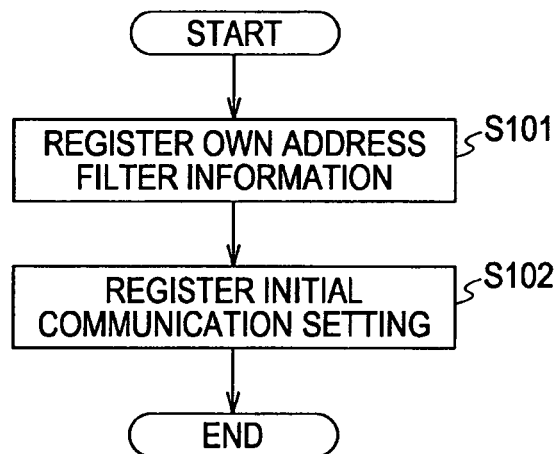 START
REGISTER OWN ADDRESS
FILTER INFORMATION
S101
REGISTER INITIAL
COMMUNICATION SETTING
S102
END